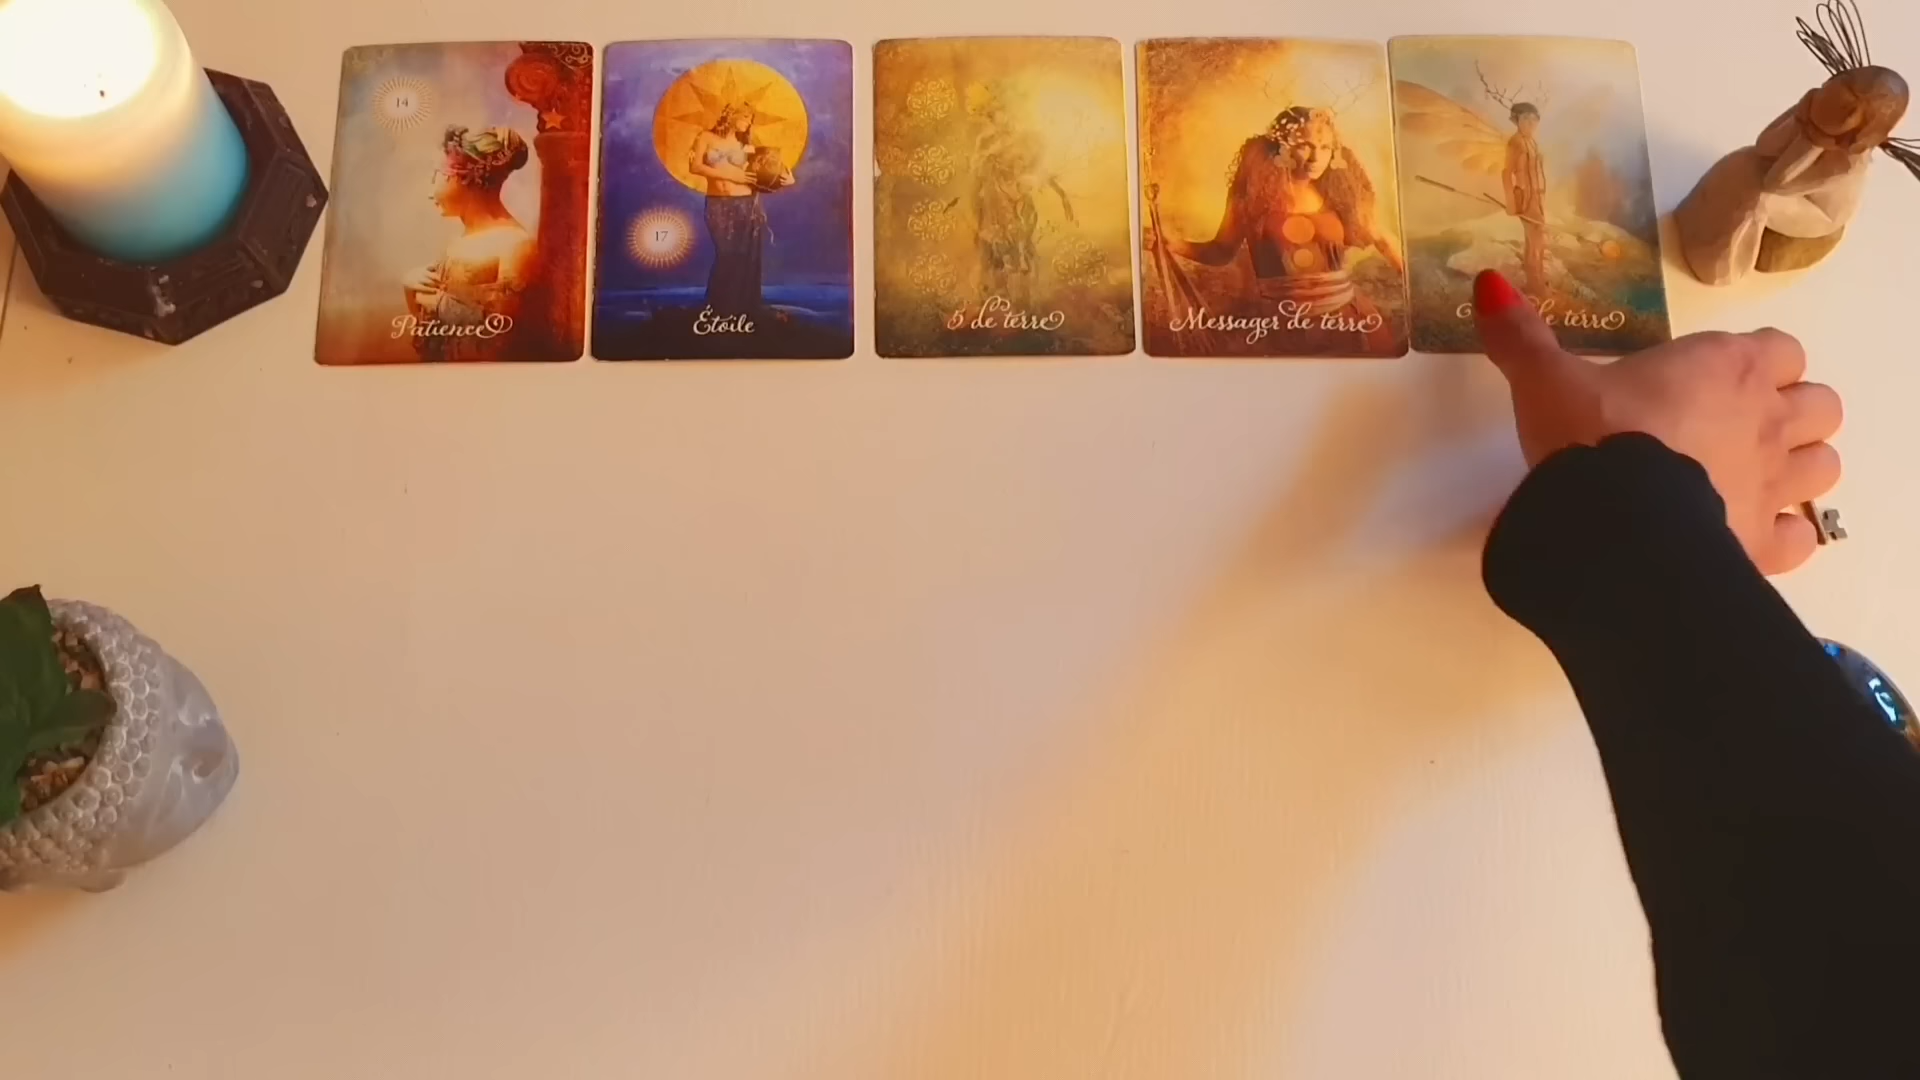 14
Patience
17
Étoile
5 de terre
Messager de terre
de terre